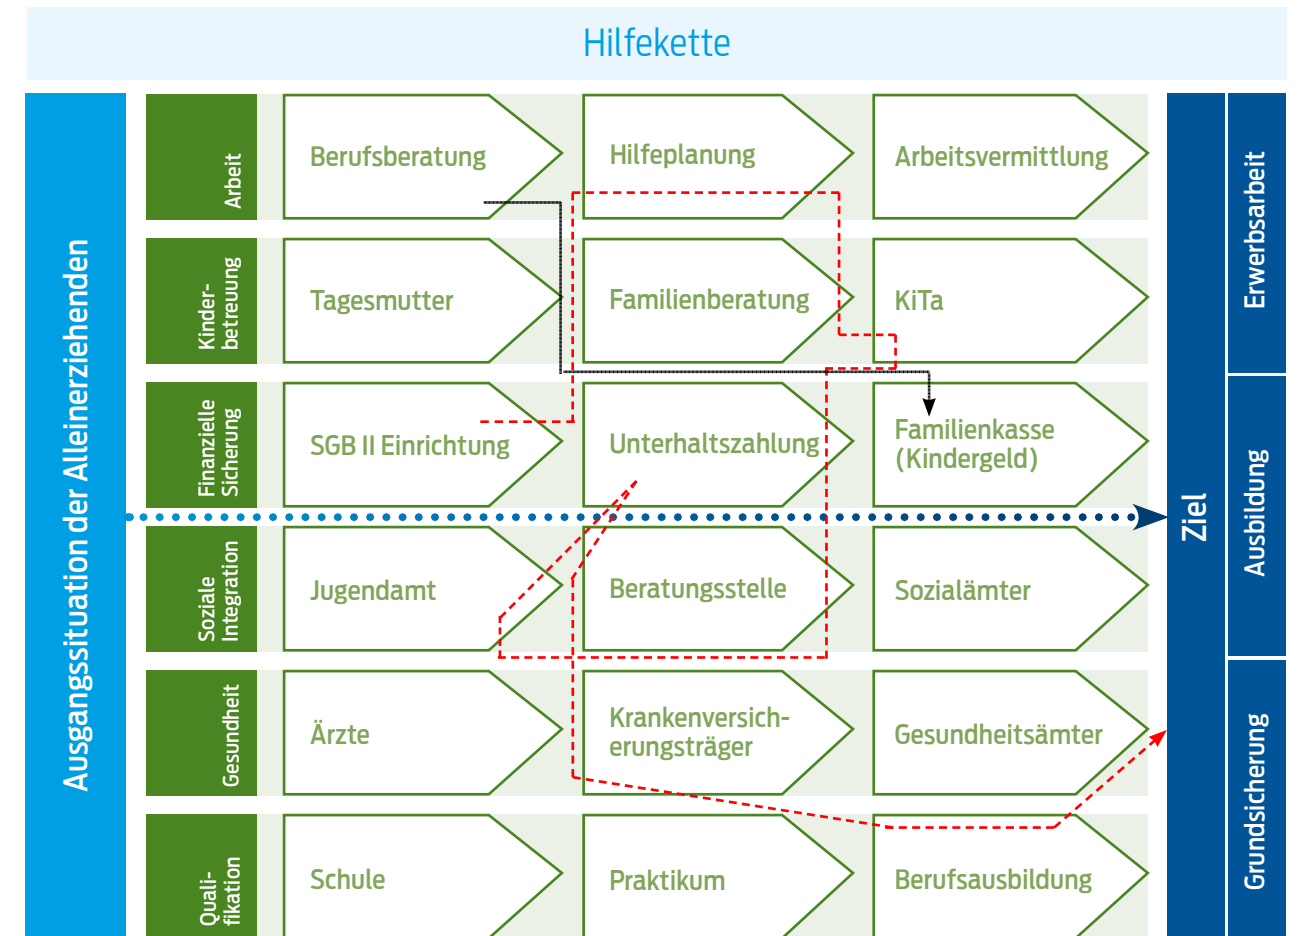 Hilfekette
Ausgangssituation der Alleinerziehenden
Arbeit
Berufsberatung
Hilfeplanung
Arbeitsvermittlung
Kinder-
betreuung
Tagesmutter
Familienberatung
KiTa
Finanzielle
Sicherung
SGB II Einrichtung
Unterhaltszahlung
Familienkasse
(Kindergeld)
Soziale
Integration
Jugendamt
Beratungsstelle
Sozialämter
Gesundheit
Ärzte
Krankenversich-
erungsträger
Gesundheitsämter
Quali-
fikation
Schule
Praktikum
Berufsausbildung
Ziel
Erwerbsarbeit
Ausbildung
Grundsicherung